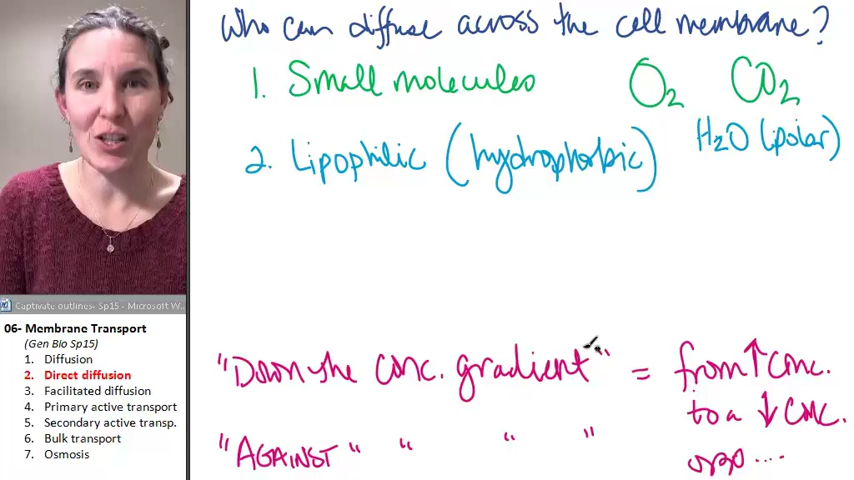 Who can diffuse across the cell membrane?
1. Small molecules O2 CO2
2. Lipophilic (hydrophobic) H2O (polar)
Captivate outlines- Sp15 - Microsoft W.
06- Membrane Transport
(Gen Bio Sp15)
1. Diffusion
2. Direct diffusion
3. Facilitated diffusion
4. Primary active transport
5. Secondary active transp.
6. Bulk transport
7. Osmosis
"Down the conc. gradient" = from ↑ conc.
to a ↓ conc.
"AGAINST " " " "